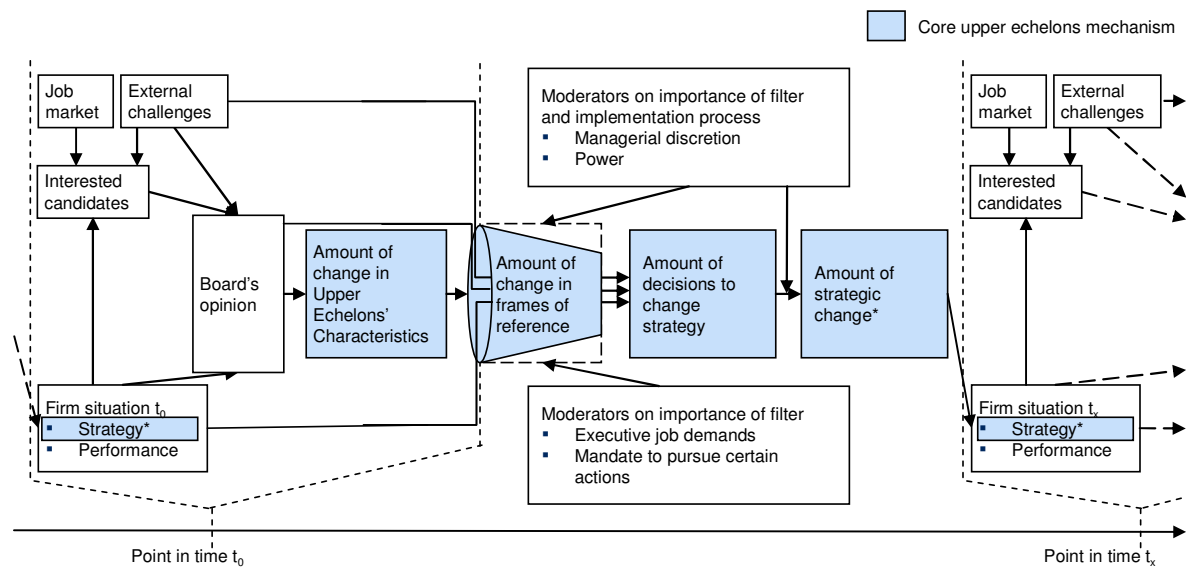 Core upper echelons mechanism
Job
market
External
challenges
Interested
candidates
Board's
opinion
Amount of
change in
Upper
Echelons'
Characteristics
Firm situation t₀
▪ Strategy*
▪ Performance
Moderators on importance of filter
and implementation process
▪ Managerial discretion
▪ Power
Amount of
change in
frames of
reference
Amount of
decisions to
change
strategy
Amount of
strategic
change*
Moderators on importance of filter
▪ Executive job demands
▪ Mandate to pursue certain
actions
Job
market
External
challenges
Interested
candidates
Firm situation tₓ
▪ Strategy*
▪ Performance
Point in time t₀
Point in time tₓ